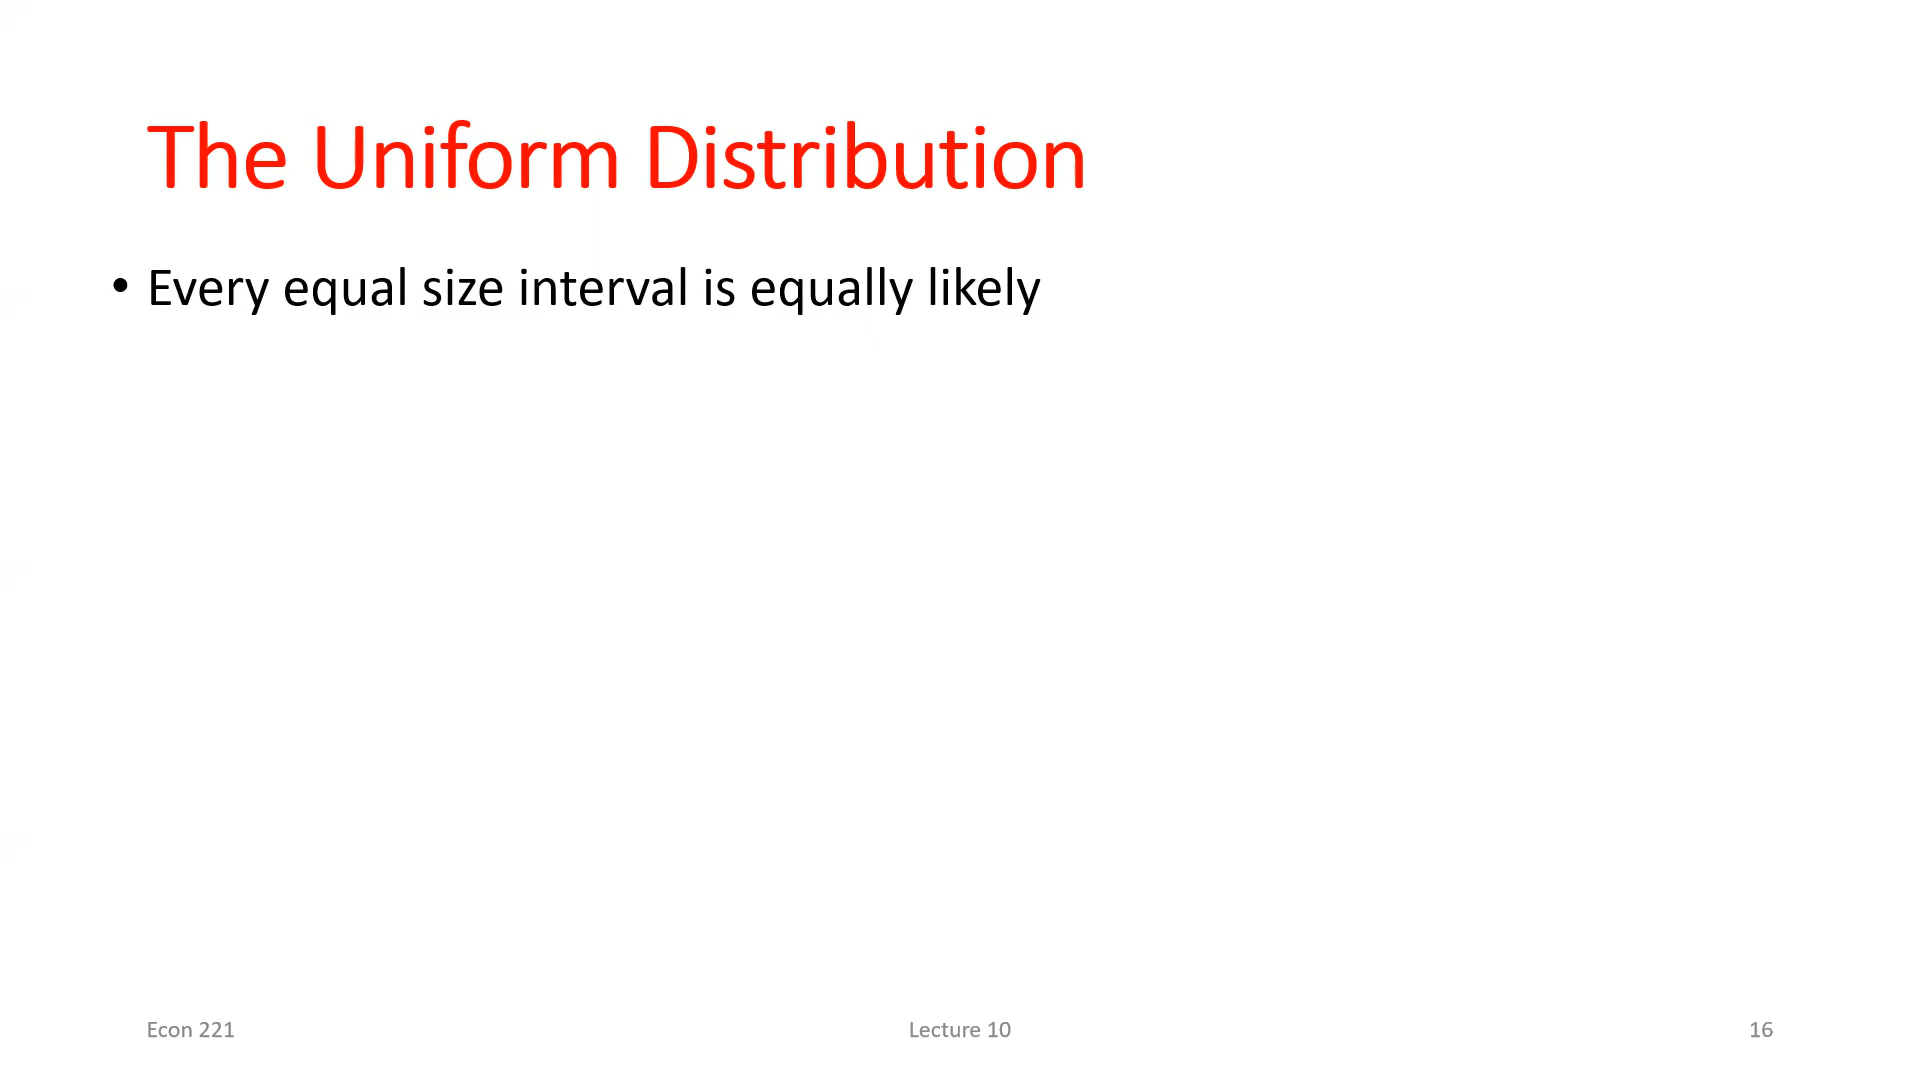 The Uniform Distribution
• Every equal size interval is equally likely
Econ 221
Lecture 10
16